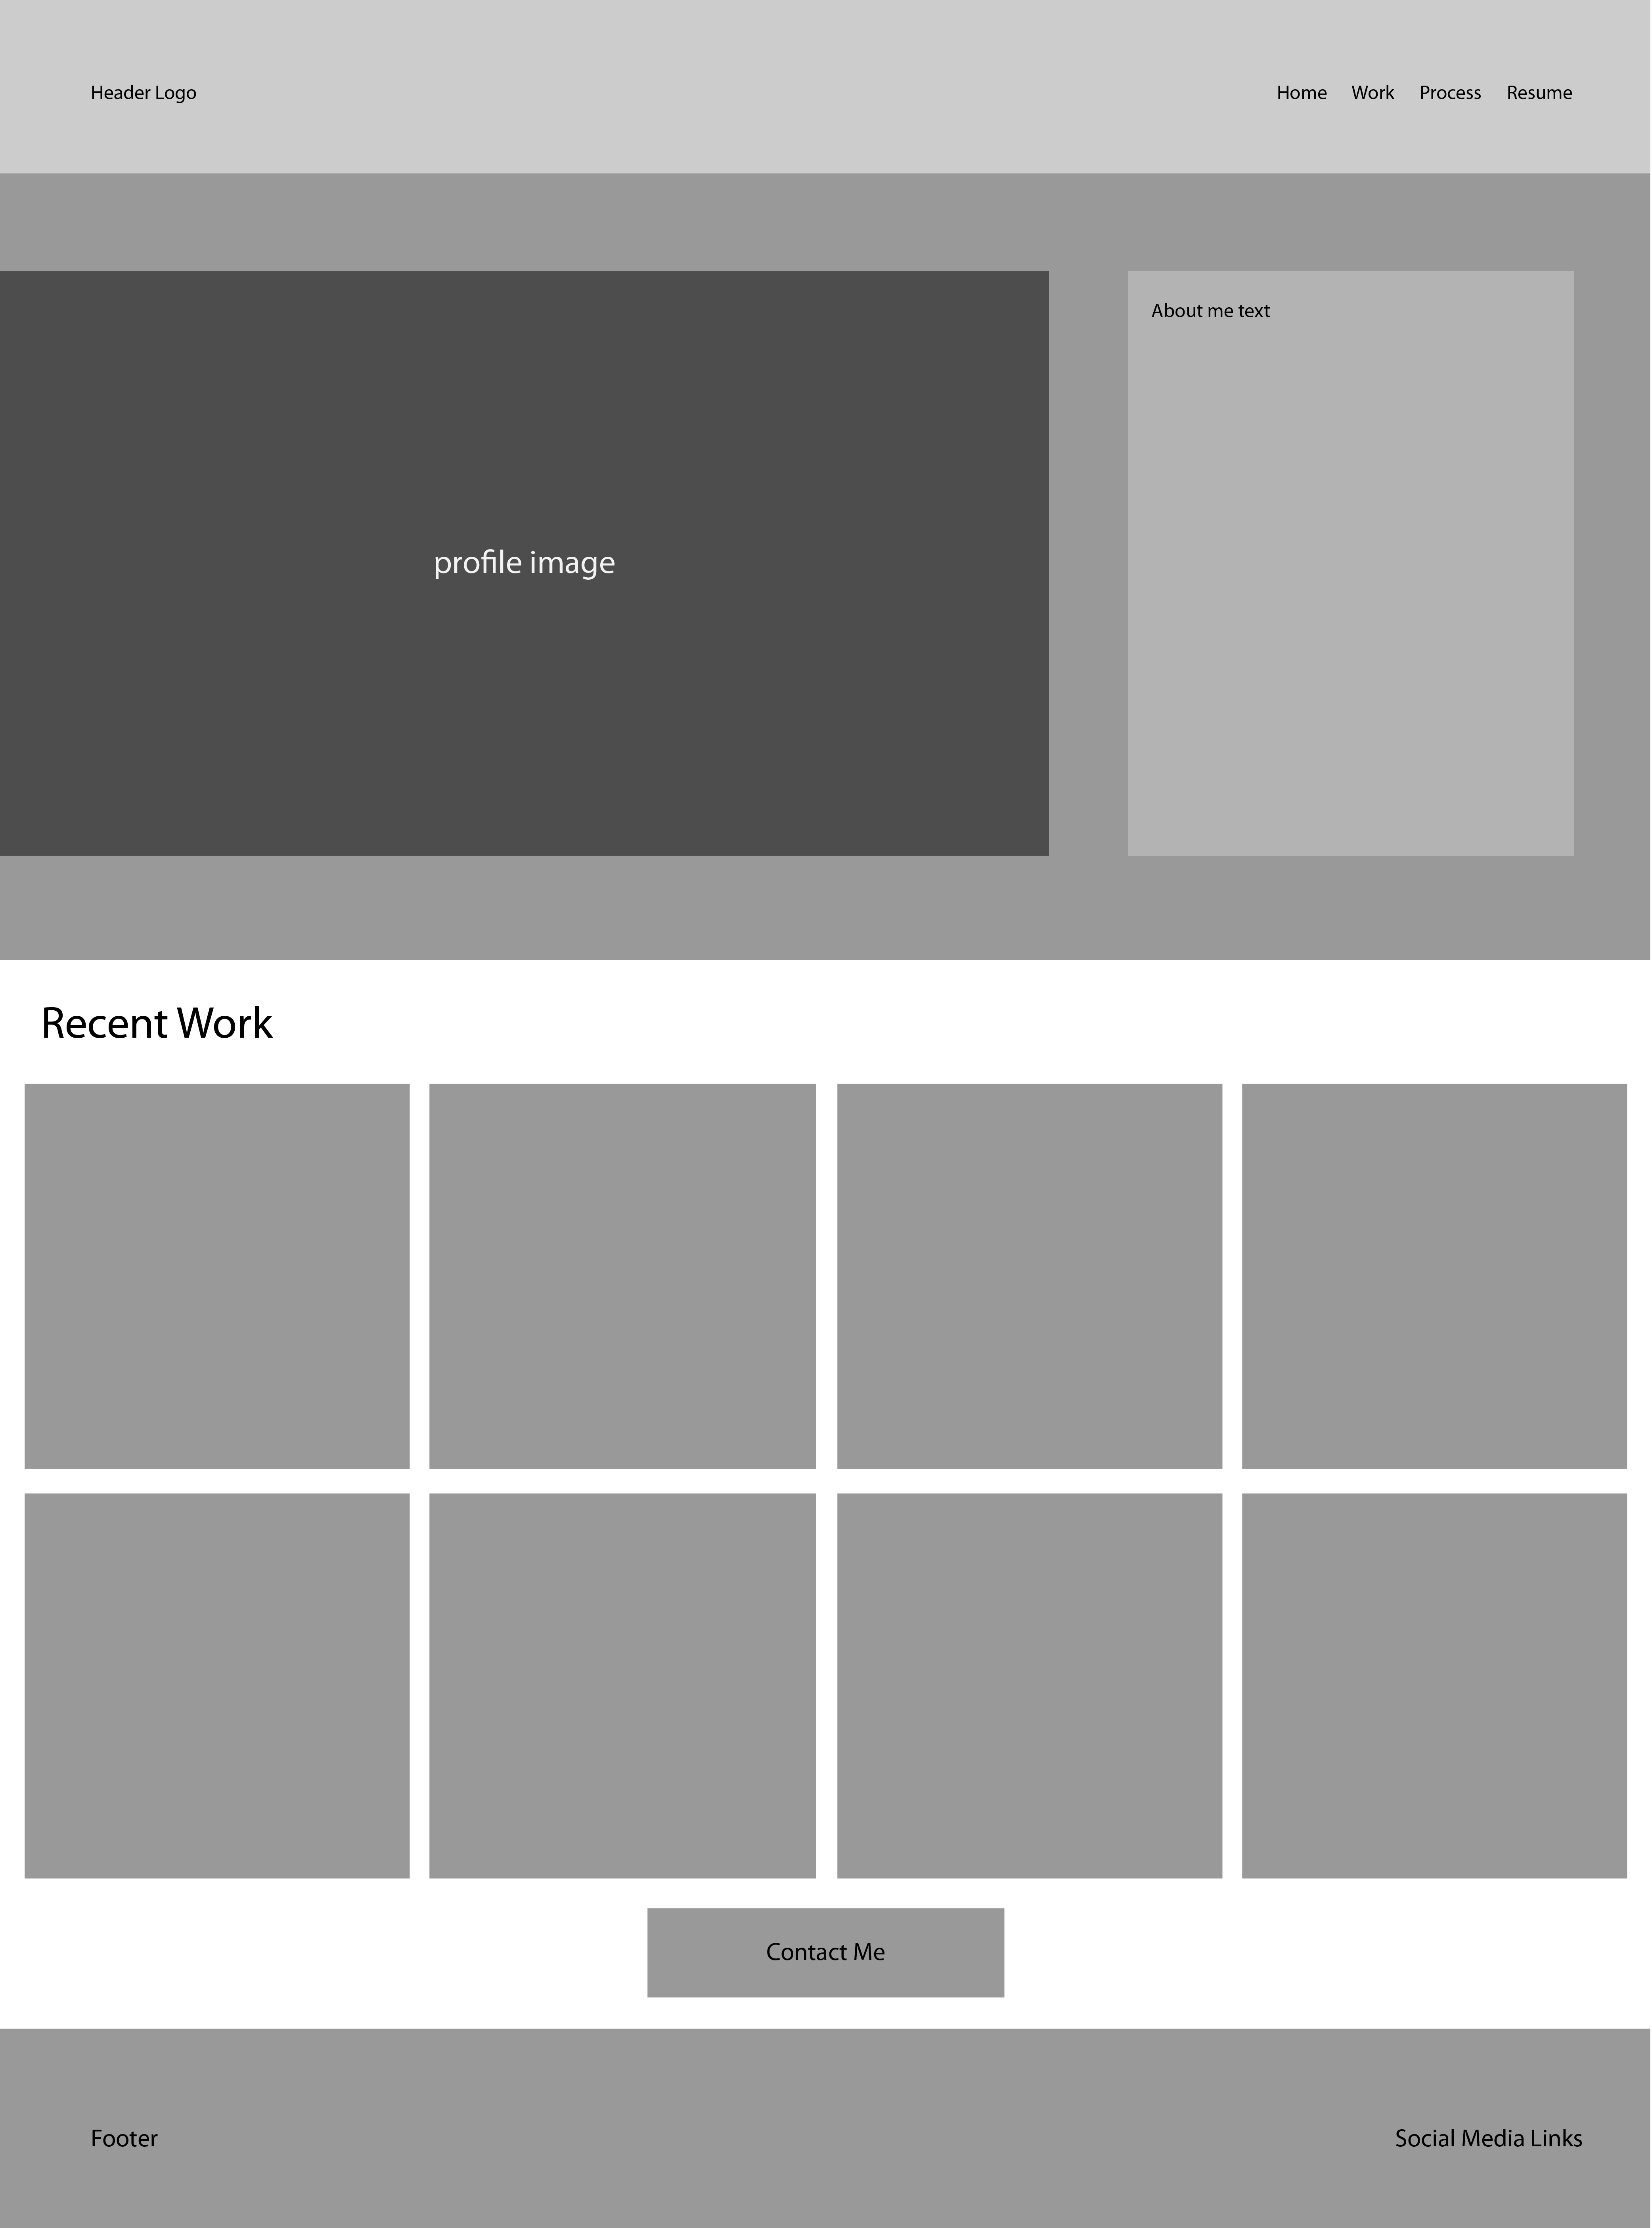 Header Logo
Home Work Process Resume
profile image
About me text
Recent Work
Contact Me
Footer
Social Media Links